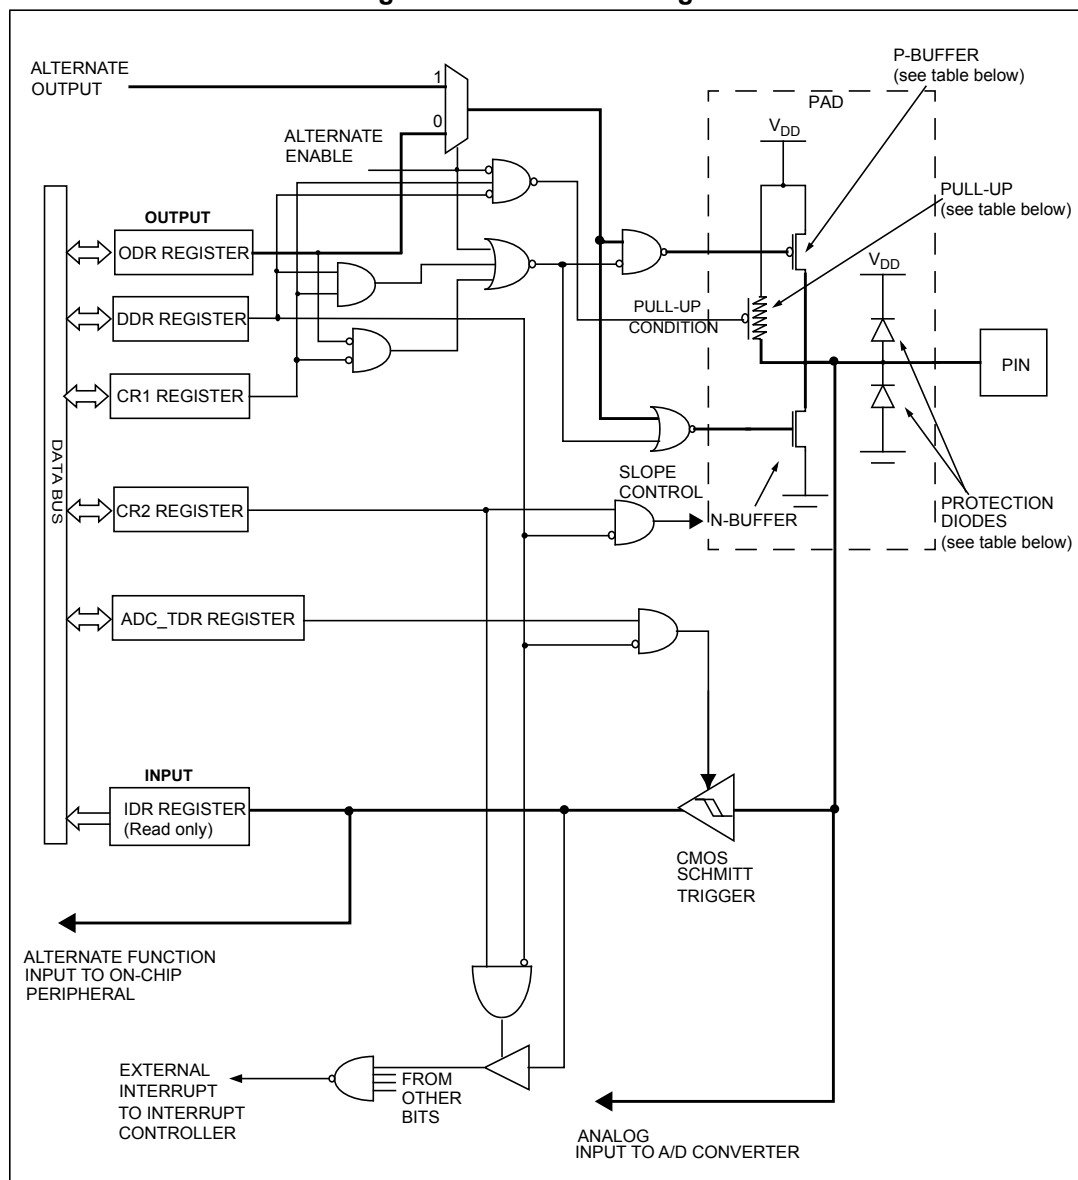 ALTERNATE
OUTPUT
1
0
ALTERNATE
ENABLE
P-BUFFER
(see table below)
PAD
VDD
PULL-UP
(see table below)
OUTPUT
ODR REGISTER
DDR REGISTER
CR1 REGISTER
DATA BUS
CR2 REGISTER
ADC_TDR REGISTER
PULL-UP
CONDITION
VDD
PIN
SLOPE
CONTROL
N-BUFFER
PROTECTION
DIODES
(see table below)
INPUT
IDR REGISTER
(Read only)
CMOS
SCHMITT
TRIGGER
ALTERNATE FUNCTION
INPUT TO ON-CHIP
PERIPHERAL
EXTERNAL
INTERRUPT
TO INTERRUPT
CONTROLLER
FROM
OTHER
BITS
ANALOG
INPUT TO A/D CONVERTER